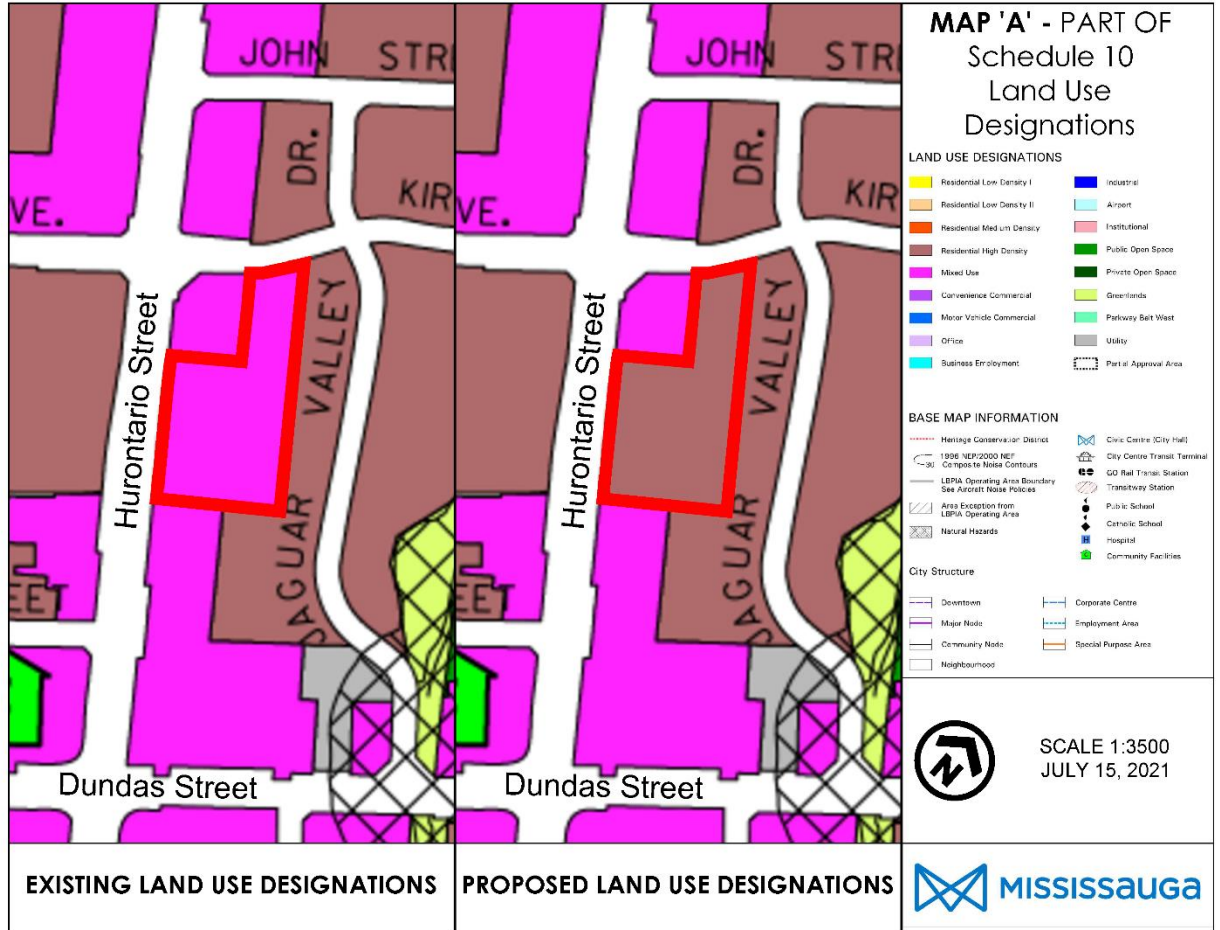 JOHN STRE
DR.
KIR
VE.
VALLEY
Hurontario Street
JAGUAR
EET
Dundas Street
EXISTING LAND USE DESIGNATIONS
JOHN STRE
DR.
KIR
VE.
VALLEY
Hurontario Street
JAGUAR
EET
Dundas Street
PROPOSED LAND USE DESIGNATIONS
MAP 'A' - PART OF
Schedule 10
Land Use
Designations
LAND USE DESIGNATIONS
Residential Low Density I
Residential Low Density II
Residential Medium Density
Residential High Density
Mixed Use
Convenience Commercial
Motor Vehicle Commercial
Office
Business Employment
Industrial
Airport
Institutional
Public Open Space
Private Open Space
Greenlands
Parkway Belt West
Utility
Partial Approval Area
BASE MAP INFORMATION
Heritage Conservation District
1996 NEP/2000 NEF
Composite Noise Contours
30
LBPIA Operating Area Boundary
See Aircraft Noise Policies
Area Exception from
LBPIA Operating Area
Natural Hazards
Civic Centre (City Hall)
City Centre Transit Terminal
GO Rail Transit Station
Transitway Station
Public School
Catholic School
H Hospital
Community Facilities
City Structure
Downtown
Major Node
Community Node
Neighbourhood
Corporate Centre
Employment Area
Special Purpose Area
N
SCALE 1:3500
JULY 15, 2021
MISSISSAUGA